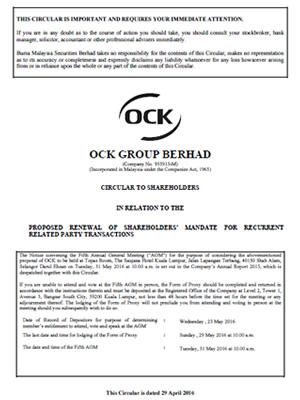 THIS CIRCULAR IS IMPORTANT AND REQUIRES YOUR IMMEDIATE ATTENTION.
If you are in any doubt as to the course of action you should take, you should consult your stockbroker, bank
manager, solicitor, accountant or other professional advisers immediately.
Bursa Malaysia Securities Berhad takes no responsibility for the contents of this Circular, makes no representation
as to its accuracy or completeness and expressly disclaims any liability whatsoever for any loss howsoever arising
from or in reliance upon the whole or any part of the contents of this Circular.
OCK
OCK GROUP BERHAD
(Incorporated in Malaysia under the Companies Act, 1965)
CIRCULAR TO SHAREHOLDERS
IN RELATION TO THE
PROPOSED RENEWAL OF SHAREHOLDERS' MANDATE FOR RECURRENT
RELATED PARTY TRANSACTIONS
The Notice convening the Fifth Annual General Meeting ("AGM") for the purpose of considering the abovementioned
proposal of OCK to be held at Topas Room, The Saujana Hotel Kuala Lumpur, Jalan Lapangan Terbang, 40150 Shah Alam,
Selangor Darul Ehsan on Tuesday, 31 May 2016 at 10.00 a.m. is set out in the Company's Annual Report 2015, which is
despatched together with this Circular.
If you are unable to attend and vote at the AGM in person, the Form of Proxy should be completed and returned in
accordance with the instructions therein and must be deposited at the Registered Office of the Company at Level 2, Tower 1,
Avenue 3, Bangsar South City, 59200 Kuala Lumpur, not less than 48 hours before the time set for the meeting or any
adjournment thereof. The lodging of the Form of Proxy will not preclude you from attending and voting in person at the
meeting should you subsequently wish to do so.
Date of Record of Depositors for purpose of determining : Wednesday, 25 May 2016
member's entitlement to attend, vote and speak at the AGM
The last date and time for lodging of the Form of Proxy : Sunday, 29 May 2016 at 10.00 a.m.
The date and time of the Fifth AGM : Tuesday, 31 May 2016 at 10.00 a.m.
This Circular is dated 29 April 2016